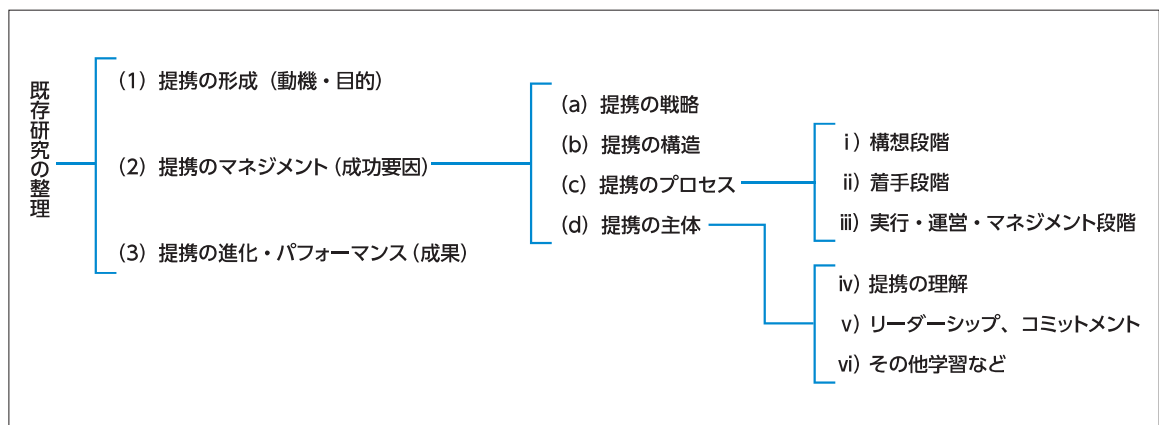 既存研究の整理
(1) 提携の形成（動機・目的）
(2) 提携のマネジメント（成功要因）
(3) 提携の進化・パフォーマンス（成果）
(a) 提携の戦略
(b) 提携の構造
(c) 提携のプロセス
(d) 提携の主体
i) 構想段階
ii) 着手段階
iii) 実行・運営・マネジメント段階
iv) 提携の理解
v) リーダーシップ、コミットメント
vi) その他学習など